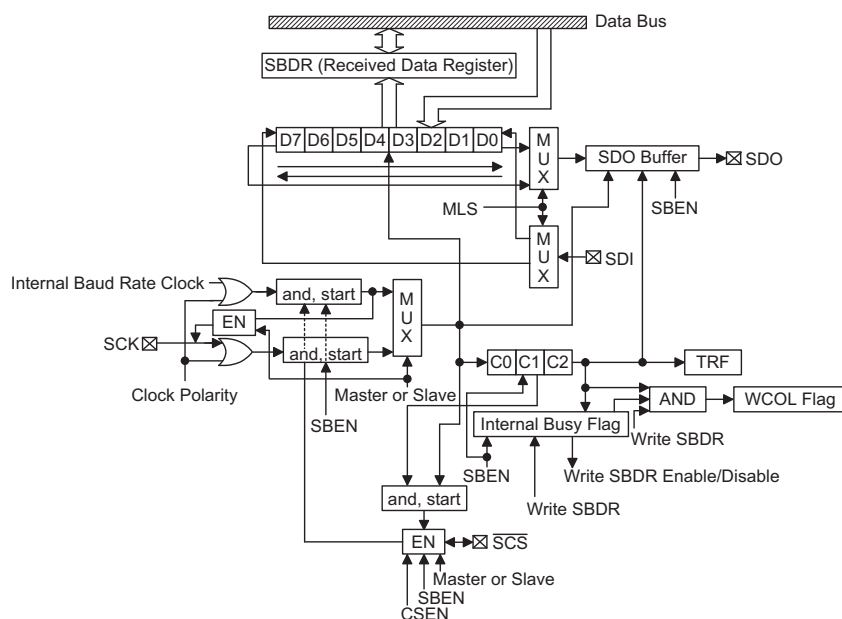 Data Bus
SBDR (Received Data Register)
D7 D6 D5 D4 D3 D2 D1 D0
MUX
SDO Buffer
SDO
MLS
SBEN
MUX
SDI
Internal Baud Rate Clock
and, start
MUX
EN
SCK
and, start
C0 C1 C2
TRF
Clock Polarity
Master or Slave
AND
WCOL Flag
SBEN
Internal Busy Flag
Write SBDR
SBEN
Write SBDR Enable/Disable
and, start
Write SBDR
EN
SCS
Master or Slave
SBEN
CSEN